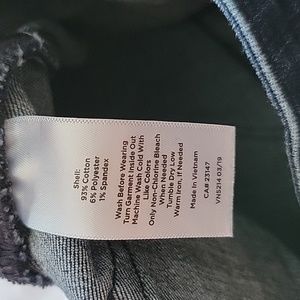 Shell:
93% Cotton
6% Polyester
1% Spandex
Wash Before Wearing
Turn Garment Inside Out
Machine Wash Cold With
Like Colors
Only Non-Chlorine Bleach
When Needed
Tumble Dry Low
Warm Iron, If Needed
Made In Vietnam
CA# 23147
VN5214 03/19